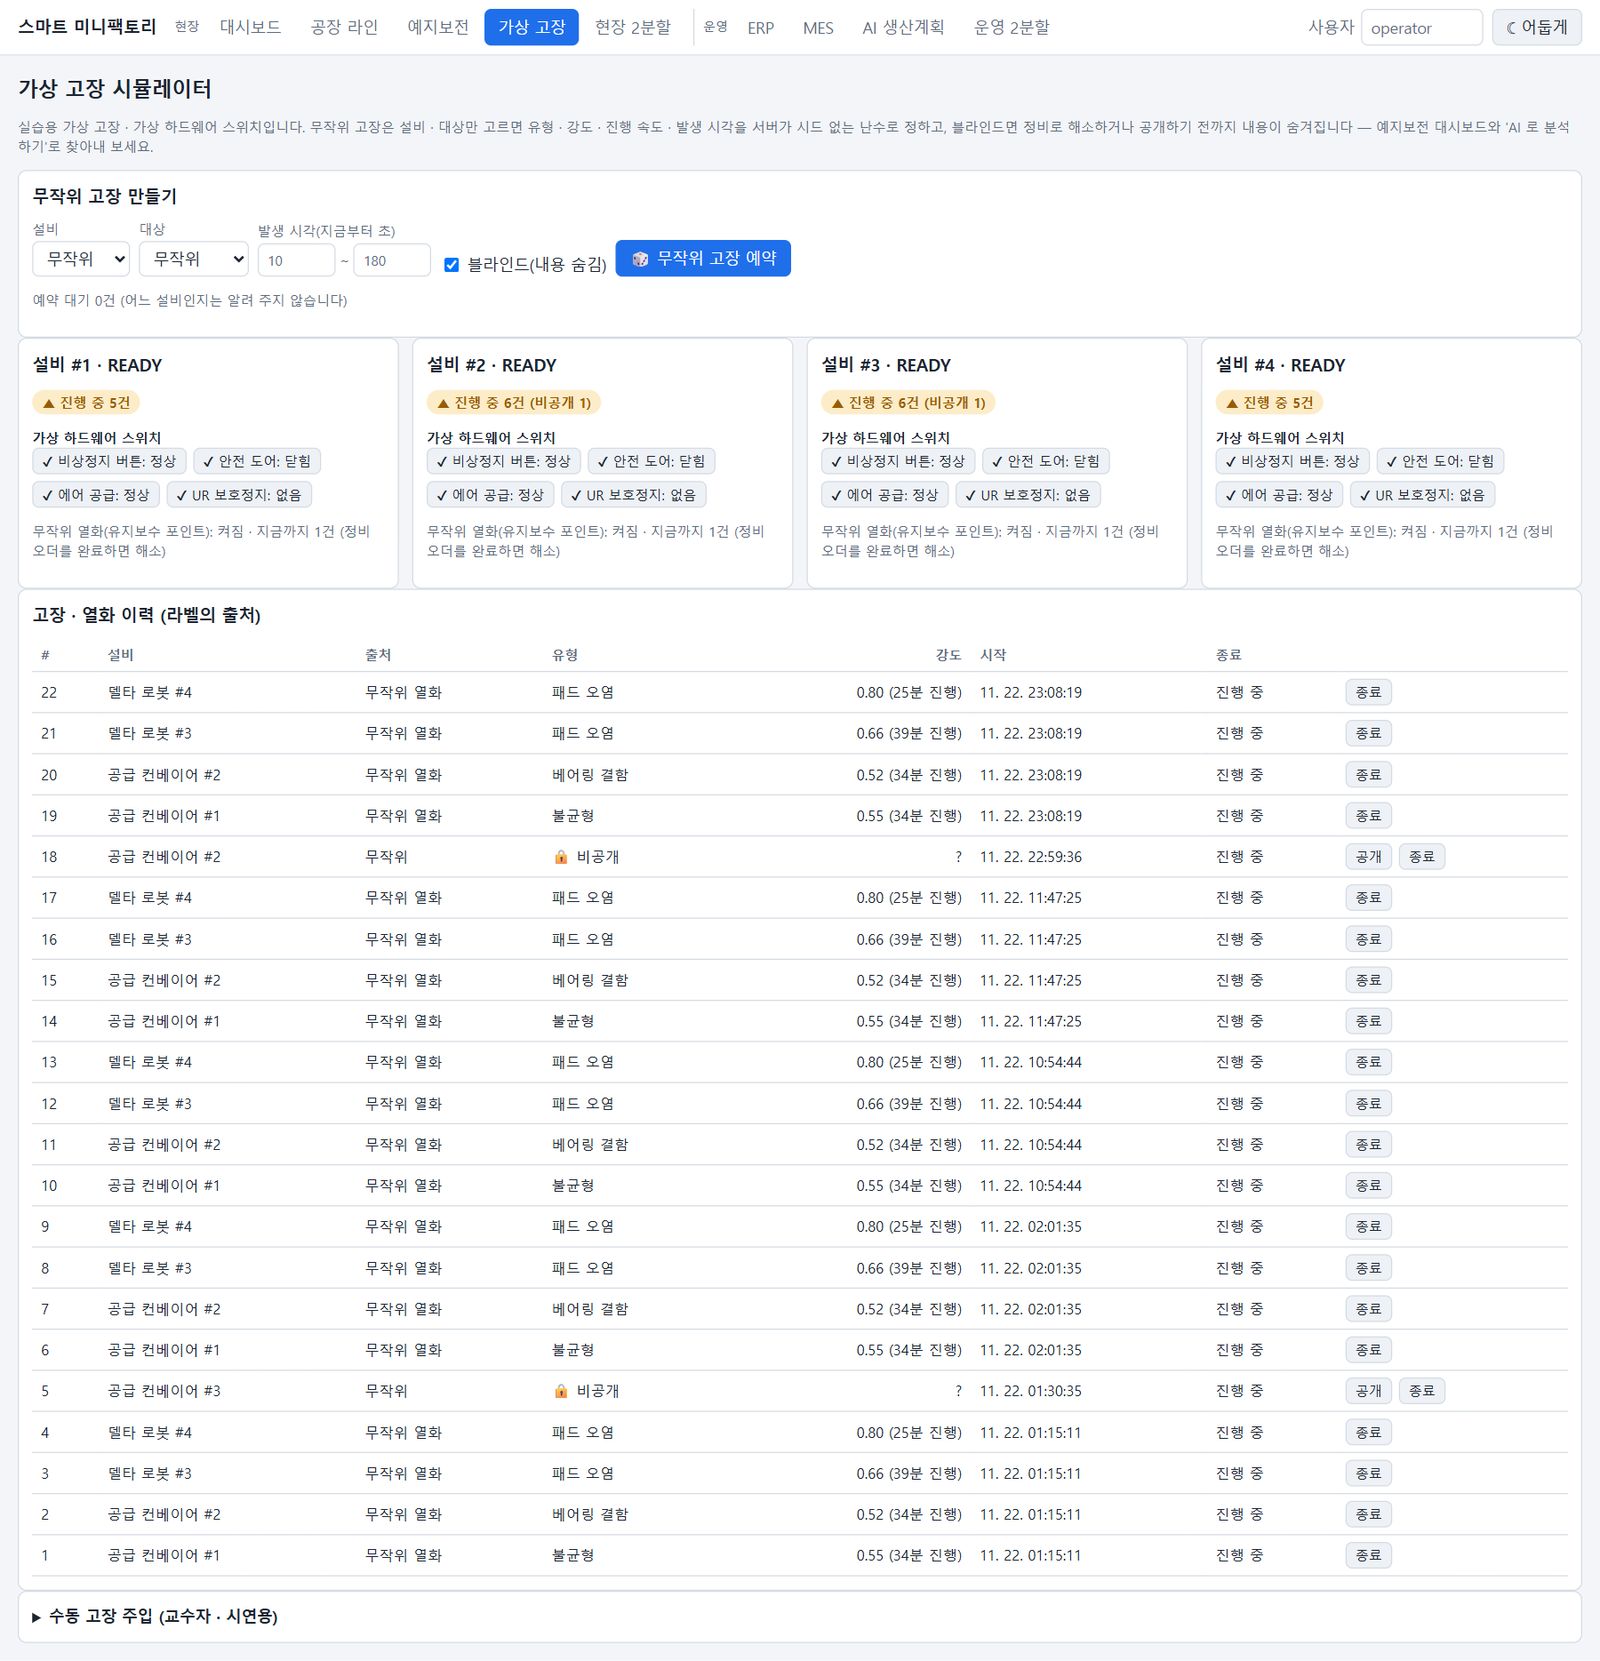 스마트 미니팩토리 현장 대시보드 공장 라인 예지보전 가상 고장 현장 2분할 운영 ERP MES AI 생산계획 운영 2분할 사용자 operator ☾ 어둡게
가상 고장 시뮬레이터
실습용 가상 고장 · 가상 하드웨어 스위치입니다. 무작위 고장은 설비 · 대상만 고르면 유형 · 강도 · 진행 속도 · 발생 시각을 서버가 시드 없는 난수로 정하고, 블라인드면 정비로 해소하거나 공개하기 전까지 내용이 숨겨집니다 — 예지보전 대시보드와 'AI 로 분석
하기'로 찾아내 보세요.
무작위 고장 만들기
설비 대상 발생 시각(지금부터 초)
무작위 무작위 10 ~ 180 블라인드(내용 숨김) 🎲 무작위 고장 예약
예약 대기 0건 (어느 설비인지는 알려 주지 않습니다)
설비 #1 · READY
▲ 진행 중 5건
가상 하드웨어 스위치
✓ 비상정지 버튼: 정상 ✓ 안전 도어: 닫힘
✓ 에어 공급: 정상 ✓ UR 보호정지: 없음
무작위 열화(유지보수 포인트): 켜짐 · 지금까지 1건 (정비
오더를 완료하면 해소)
설비 #2 · READY
▲ 진행 중 6건 (비공개 1)
가상 하드웨어 스위치
✓ 비상정지 버튼: 정상 ✓ 안전 도어: 닫힘
✓ 에어 공급: 정상 ✓ UR 보호정지: 없음
무작위 열화(유지보수 포인트): 켜짐 · 지금까지 1건 (정비
오더를 완료하면 해소)
설비 #3 · READY
▲ 진행 중 6건 (비공개 1)
가상 하드웨어 스위치
✓ 비상정지 버튼: 정상 ✓ 안전 도어: 닫힘
✓ 에어 공급: 정상 ✓ UR 보호정지: 없음
무작위 열화(유지보수 포인트): 켜짐 · 지금까지 1건 (정비
오더를 완료하면 해소)
설비 #4 · READY
▲ 진행 중 5건
가상 하드웨어 스위치
✓ 비상정지 버튼: 정상 ✓ 안전 도어: 닫힘
✓ 에어 공급: 정상 ✓ UR 보호정지: 없음
무작위 열화(유지보수 포인트): 켜짐 · 지금까지 1건 (정비
오더를 완료하면 해소)
고장 · 열화 이력 (라벨의 출처)
# 설비 출처 유형 강도 시작 종료
22 델타 로봇 #4 무작위 열화 패드 오염 0.80 (25분 진행) 11. 22. 23:08:19 진행 중 종료
21 델타 로봇 #3 무작위 열화 패드 오염 0.66 (39분 진행) 11. 22. 23:08:19 진행 중 종료
20 공급 컨베이어 #2 무작위 열화 베어링 결함 0.52 (34분 진행) 11. 22. 23:08:19 진행 중 종료
19 공급 컨베이어 #1 무작위 열화 불균형 0.55 (34분 진행) 11. 22. 23:08:19 진행 중 종료
18 공급 컨베이어 #2 무작위 🔒 비공개 ? 11. 22. 22:59:36 진행 중 공개 종료
17 델타 로봇 #4 무작위 열화 패드 오염 0.80 (25분 진행) 11. 22. 11:47:25 진행 중 종료
16 델타 로봇 #3 무작위 열화 패드 오염 0.66 (39분 진행) 11. 22. 11:47:25 진행 중 종료
15 공급 컨베이어 #2 무작위 열화 베어링 결함 0.52 (34분 진행) 11. 22. 11:47:25 진행 중 종료
14 공급 컨베이어 #1 무작위 열화 불균형 0.55 (34분 진행) 11. 22. 11:47:25 진행 중 종료
13 델타 로봇 #4 무작위 열화 패드 오염 0.80 (25분 진행) 11. 22. 10:54:44 진행 중 종료
12 델타 로봇 #3 무작위 열화 패드 오염 0.66 (39분 진행) 11. 22. 10:54:44 진행 중 종료
11 공급 컨베이어 #2 무작위 열화 베어링 결함 0.52 (34분 진행) 11. 22. 10:54:44 진행 중 종료
10 공급 컨베이어 #1 무작위 열화 불균형 0.55 (34분 진행) 11. 22. 10:54:44 진행 중 종료
9 델타 로봇 #4 무작위 열화 패드 오염 0.80 (25분 진행) 11. 22. 02:01:35 진행 중 종료
8 델타 로봇 #3 무작위 열화 패드 오염 0.66 (39분 진행) 11. 22. 02:01:35 진행 중 종료
7 공급 컨베이어 #2 무작위 열화 베어링 결함 0.52 (34분 진행) 11. 22. 02:01:35 진행 중 종료
6 공급 컨베이어 #1 무작위 열화 불균형 0.55 (34분 진행) 11. 22. 02:01:35 진행 중 종료
5 공급 컨베이어 #3 무작위 🔒 비공개 ? 11. 22. 01:30:35 진행 중 공개 종료
4 델타 로봇 #4 무작위 열화 패드 오염 0.80 (25분 진행) 11. 22. 01:15:11 진행 중 종료
3 델타 로봇 #3 무작위 열화 패드 오염 0.66 (39분 진행) 11. 22. 01:15:11 진행 중 종료
2 공급 컨베이어 #2 무작위 열화 베어링 결함 0.52 (34분 진행) 11. 22. 01:15:11 진행 중 종료
1 공급 컨베이어 #1 무작위 열화 불균형 0.55 (34분 진행) 11. 22. 01:15:11 진행 중 종료
▶ 수동 고장 주입 (교수자 · 시연용)